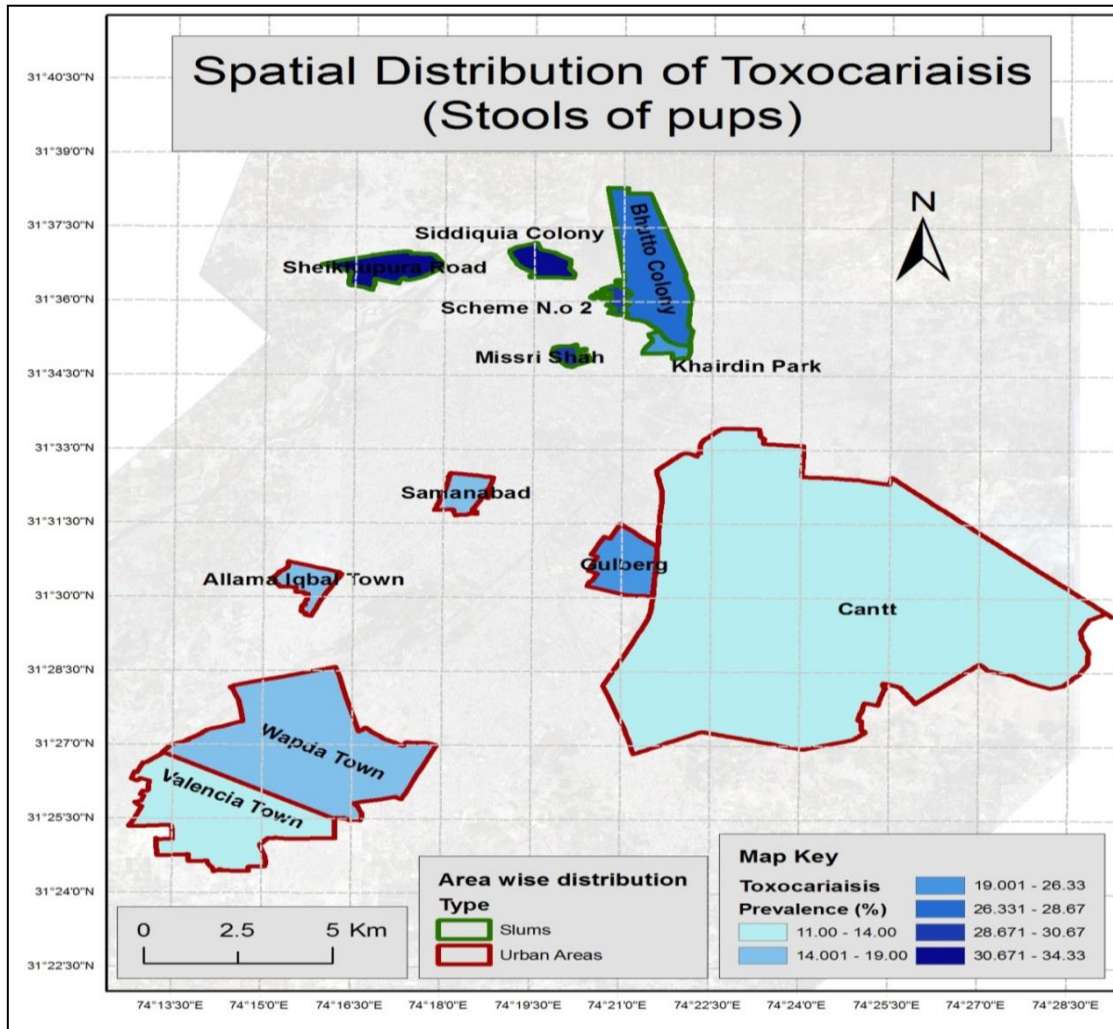 Spatial Distribution of Toxocariaisis
(Stools of pups)
31°40'30"N
31°39'0"N
31°37'30"N
31°36'0"N
31°34'30"N
31°33'0"N
31°31'30"N
31°30'0"N
31°28'30"N
31°27'0"N
31°25'30"N
31°24'0"N
31°22'30"N
N
Siddiquia Colony
Bhutto Colony
Sheikhupura Road
Scheme N.o 2
Missri Shah
Khairdin Park
Samanabad
Gulberg
Allama Iqbal Town
Cantt
Wapda Town
Valencia Town
0 2.5 5 Km
Area wise distribution
Type
Slums
Urban Areas
Map Key
Toxocariaisis
Prevalence (%)
11.00 - 14.00
14.001 - 19.00
19.001 - 26.33
26.331 - 28.67
28.671 - 30.67
30.671 - 34.33
74°13'30"E 74°15'0"E 74°16'30"E 74°18'0"E 74°19'30"E 74°21'0"E 74°22'30"E 74°24'0"E 74°25'30"E 74°27'0"E 74°28'30"E